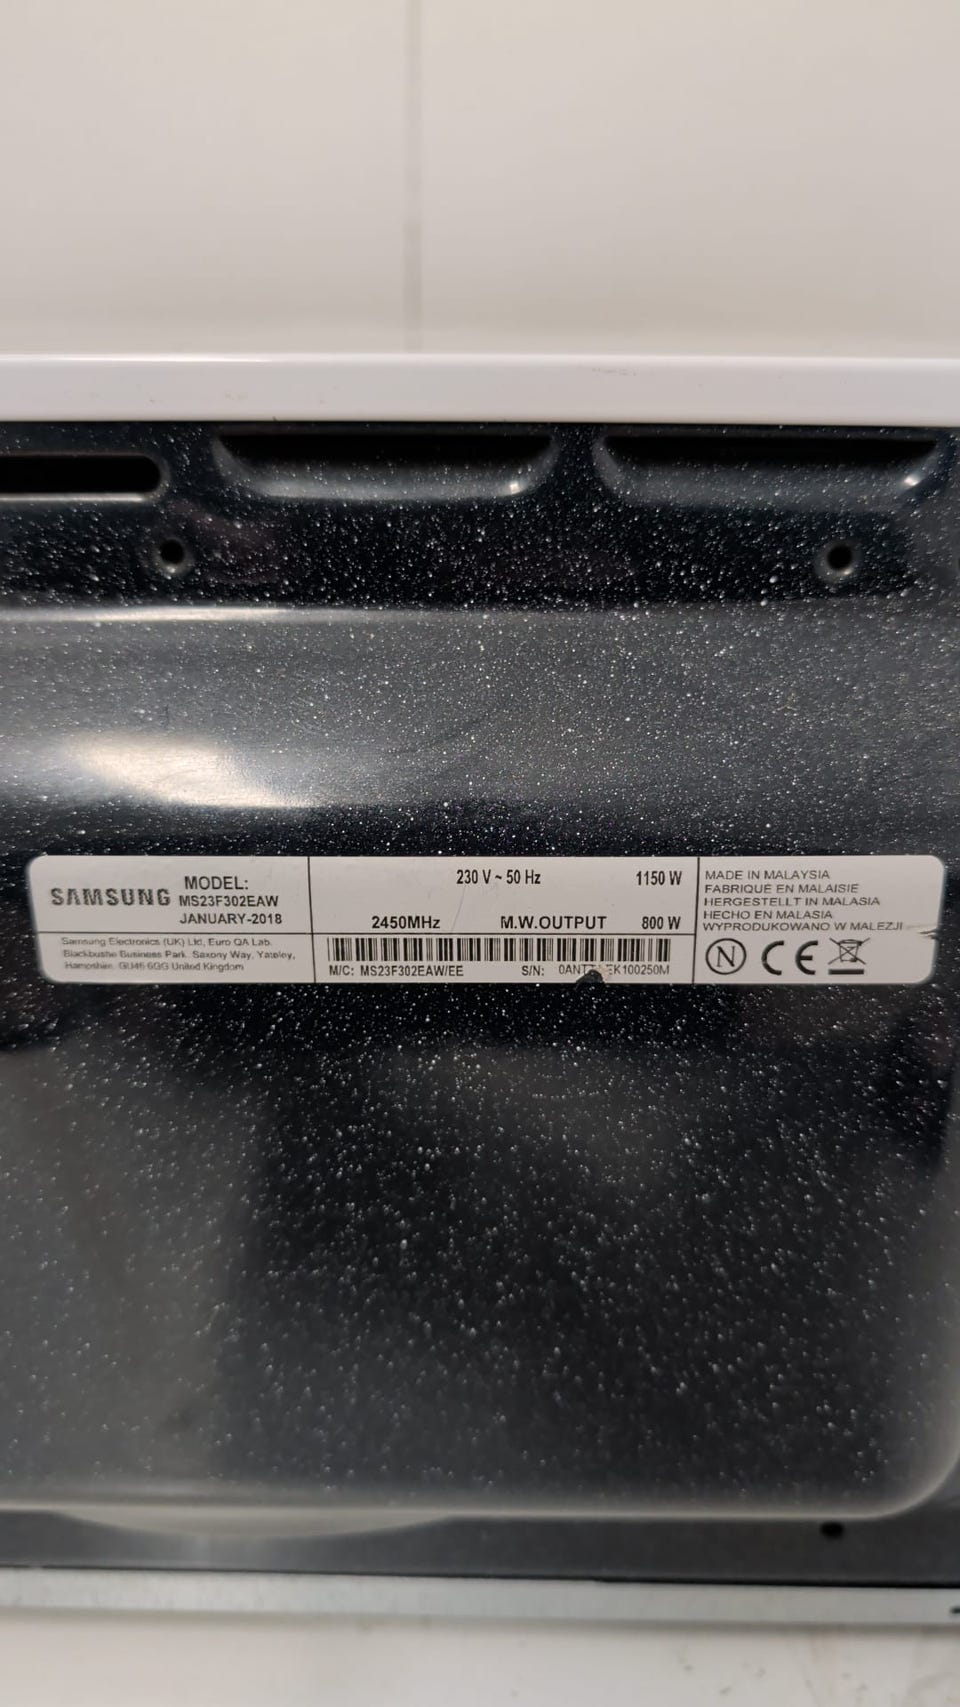 SAMSUNG
MODEL:
MS23F302EAW
JANUARY-2018
Samsung Electronics (UK) Ltd, Euro QA Lab.
Blackbushe Business Park, Saxony Way, Yateley,
Hampshire, GU46 6GG United Kingdom
230 V ~ 50 Hz 1150 W
2450MHz M.W.OUTPUT 800 W
M/C: MS23F302EAW/EE S/N:
MADE IN MALAYSIA
FABRIQUÉ EN MALAISIE
HERGESTELLT IN MALASIA
HECHO EN MALASIA
WYPRODUKOWANO W MALEZJI
N CE